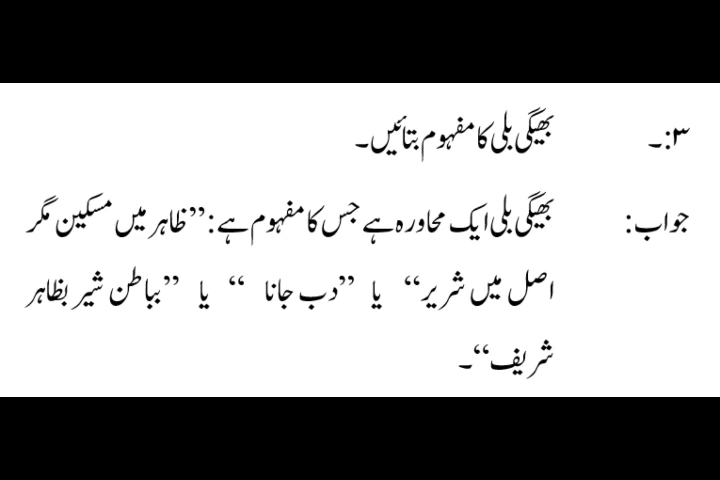 ۳:۔ بھیگی بلی کا مفہوم بتائیں۔
جواب: بھیگی بلی ایک محاورہ ہے جس کا مفہوم ہے: ”ظاہر میں مسکین مگر
اصل میں شریر“ یا ”دب جانا “ یا ”بباطن شیر بظاہر
شریف“۔